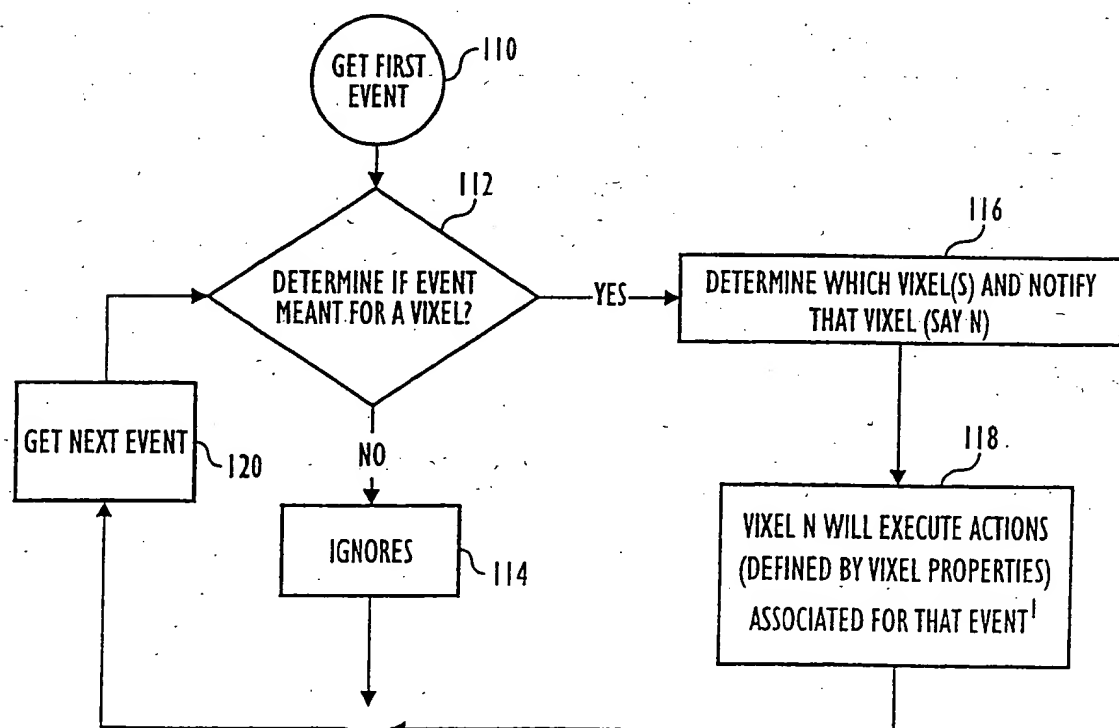 GET FIRST
EVENT
110
112
DETERMINE IF EVENT
MEANT FOR A VIXEL?
YES
116
DETERMINE WHICH VIXEL(S) AND NOTIFY
THAT VIXEL (SAY N)
GET NEXT EVENT
120
NO
IGNORES
114
118
VIXEL N WILL EXECUTE ACTIONS
(DEFINED BY VIXEL PROPERTIES)
ASSOCIATED FOR THAT EVENT¹